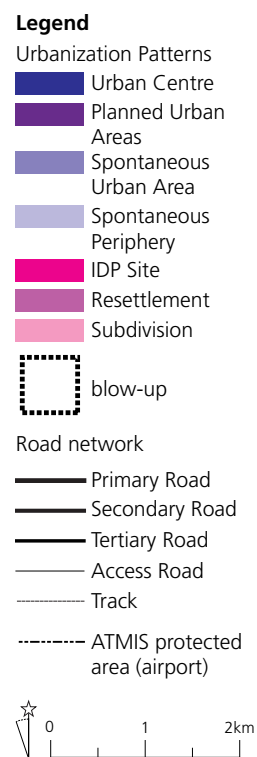 Legend
Urbanization Patterns
Urban Centre
Planned Urban
Areas
Spontaneous
Urban Area
Spontaneous
Periphery
IDP Site
Resettlement
Subdivision
blow-up
Road network
Primary Road
Secondary Road
Tertiary Road
Access Road
Track
ATMIS protected
area (airport)
0 1 2km